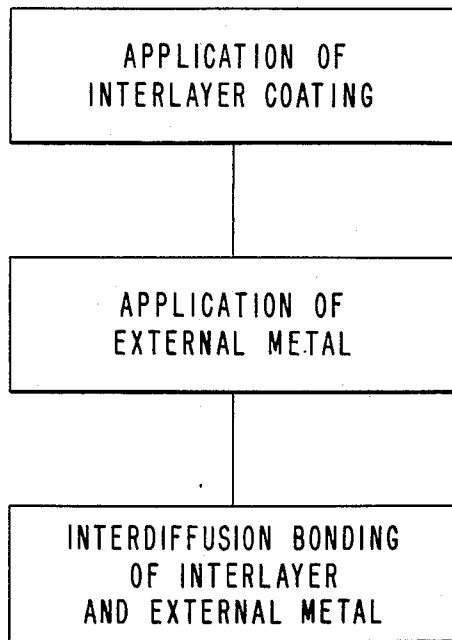 APPLICATION OF
INTERLAYER COATING
APPLICATION OF
EXTERNAL METAL
INTERDIFFUSION BONDING
OF INTERLAYER
AND EXTERNAL METAL